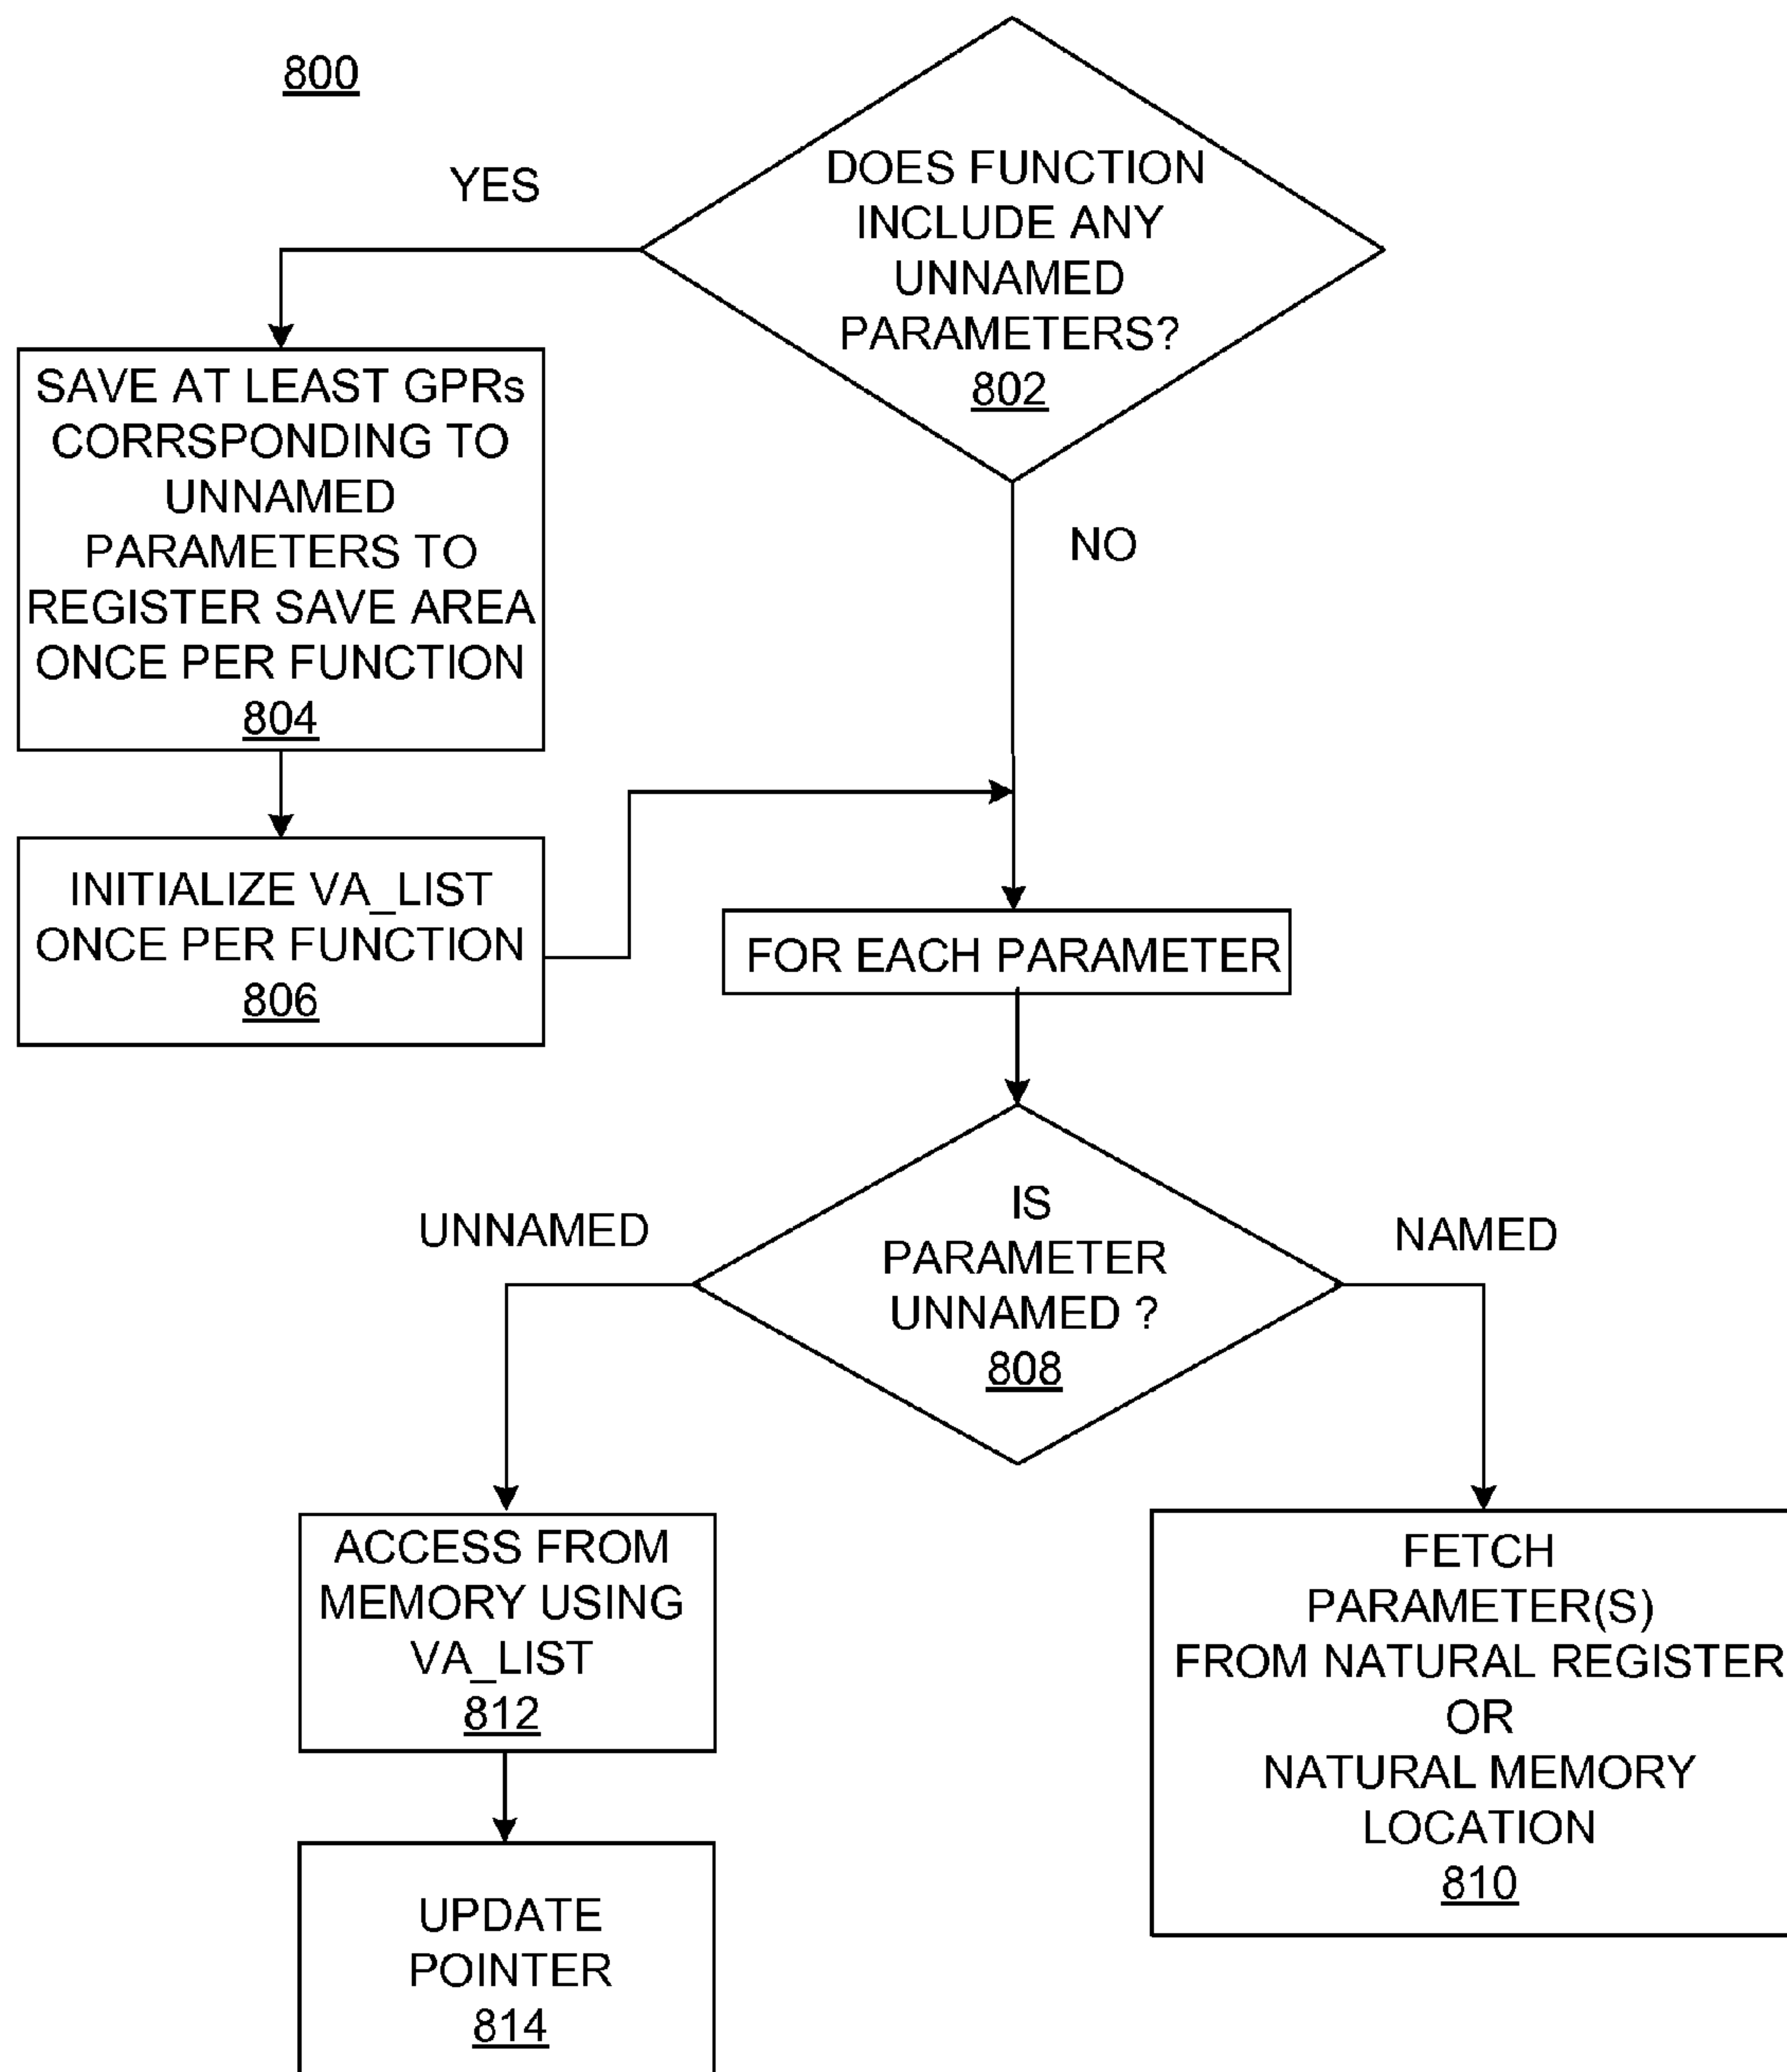 800
DOES FUNCTION
INCLUDE ANY
UNNAMED
PARAMETERS?
802
YES
NO
SAVE AT LEAST GPRs
CORRSPONDING TO
UNNAMED
PARAMETERS TO
REGISTER SAVE AREA
ONCE PER FUNCTION
804
INITIALIZE VA_LIST
ONCE PER FUNCTION
806
FOR EACH PARAMETER
IS
PARAMETER
UNNAMED ?
808
UNNAMED
NAMED
ACCESS FROM
MEMORY USING
VA_LIST
812
UPDATE
POINTER
814
FETCH
PARAMETER(S)
FROM NATURAL REGISTER
OR
NATURAL MEMORY
LOCATION
810